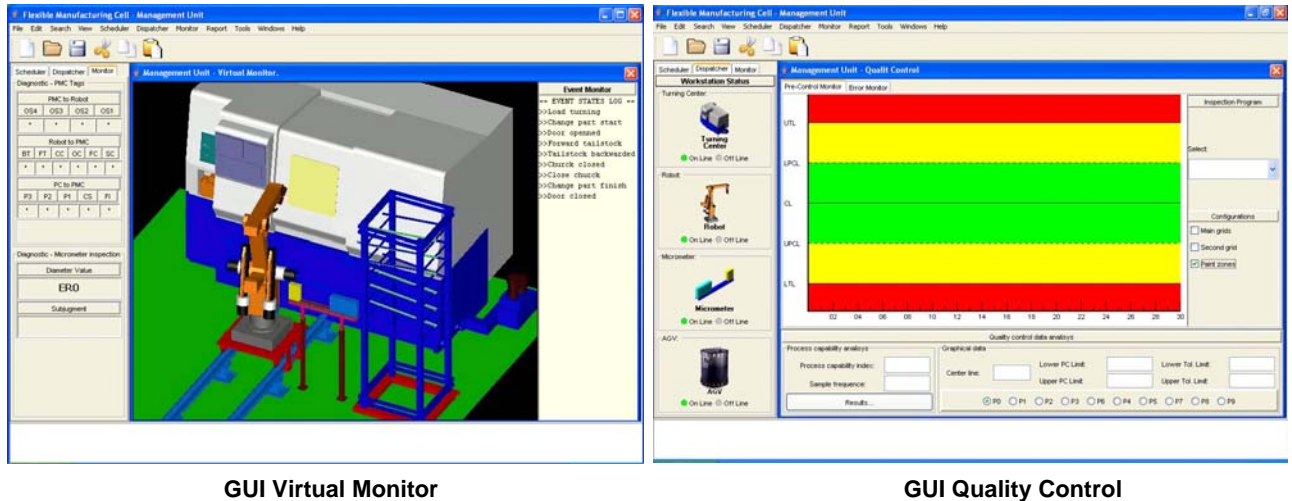 Flexible Manufacturing Cell - Management Unit
File Edit Search View Scheduler Dispatcher Monitor Report Tools Windows Help
Scheduler Dispatcher Monitor
Diagnostic - PMC Tags
PMC to Robot
OS4 OS3 OS2 OS1
* * * *
Robot to PMC
BT FT CC OC FC SC
* * * * * *
PC to PMC
P3 P2 P1 CS FI
* * * * *
Diagnostic - Micrometer inspection
Diameter Value
ER0
Subjugment
Management Unit - Virtual Monitor.
Event Monitor
== EVENT STATES LOG ==
>>Load turning
>>Change part start
>>Door openned
>>Forward tailstock
>>Tailstock backwarded
>>Churck closed
>>Close churck
>>Change part finish
>>Door closed
GUI Virtual Monitor
Flexible Manufacturing Cell - Management Unit
File Edit Search View Scheduler Dispatcher Monitor Report Tools Windows Help
Scheduler Dispatcher Monitor
Workstation Status
Turning Center:
Turning
Center
On Line Off Line
Robot:
Robot
On Line Off Line
Micrometer:
Micrometer
On Line Off Line
AGV:
AGV
On Line Off Line
Management Unit - Qualit Control
Pre-Control Monitor Error Monitor
UTL
LPCL
CL
UPCL
LTL
02 04 06 08 10 12 14 16 18 20 22 24 26 28 30
Inspection Program
Select:
Configurations
Main grids
Second grid
Paint zones
Quality control data analisys
Process capability analisys
Process capability index:
Sample frequence:
Results...
Graphical data
Center line:
Lower PC Limit:
Lower Tol. Limit:
Upper PC Limit:
Upper Tol. Limit:
P0 P1 P2 P3 P6 P4 P5 P7 P8 P9
GUI Quality Control